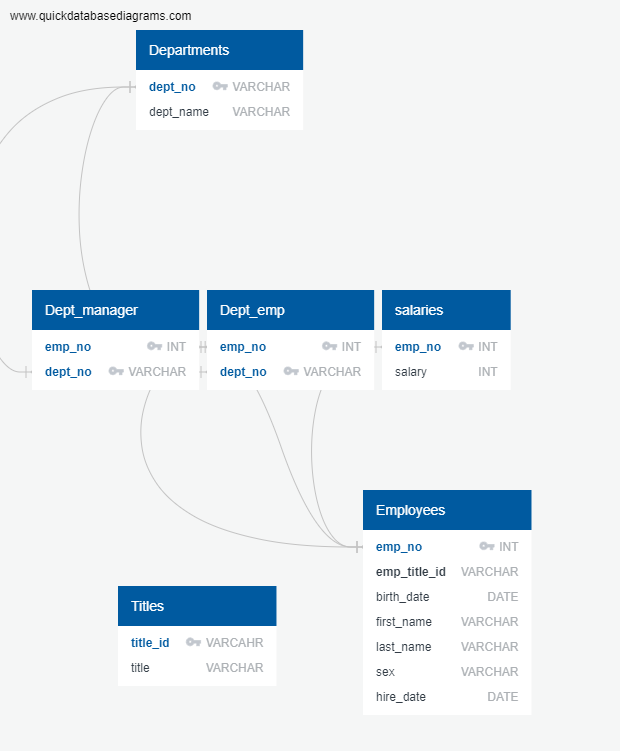 www.quickdatabasediagrams.com
Departments
dept_no VARCHAR
dept_name VARCHAR
Dept_manager
emp_no INT
dept_no VARCHAR
Dept_emp
emp_no INT
dept_no VARCHAR
salaries
emp_no INT
salary INT
Employees
emp_no INT
emp_title_id VARCHAR
birth_date DATE
first_name VARCHAR
last_name VARCHAR
sex VARCHAR
hire_date DATE
Titles
title_id VARCAHR
title VARCHAR